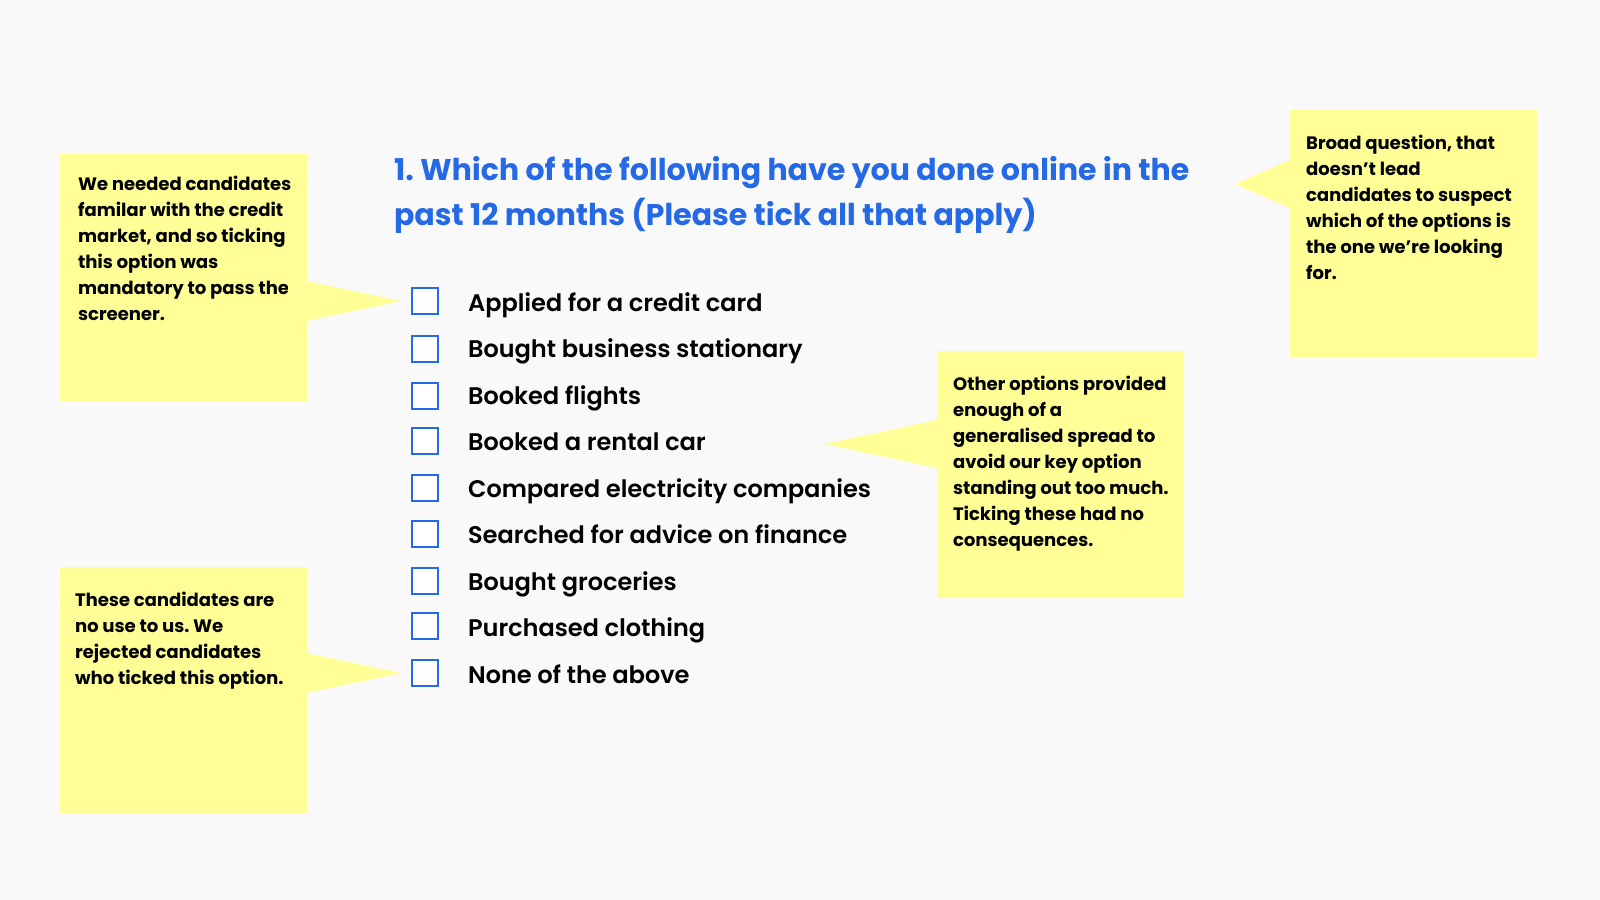 We needed candidates
familar with the credit
market, and so ticking
this option was
mandatory to pass the
screener.
1. Which of the following have you done online in the
past 12 months (Please tick all that apply)
Broad question, that
doesn’t lead
candidates to suspect
which of the options is
the one we’re looking
for.
Applied for a credit card
Bought business stationary
Booked flights
Booked a rental car
Compared electricity companies
Searched for advice on finance
Bought groceries
Purchased clothing
None of the above
Other options provided
enough of a
generalised spread to
avoid our key option
standing out too much.
Ticking these had no
consequences.
These candidates are
no use to us. We
rejected candidates
who ticked this option.